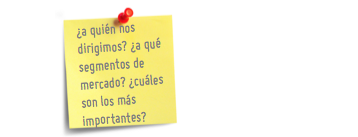 ¿a quién nos
dirigimos? ¿a qué
segmentos de
mercado? ¿cuáles
son los más
importantes?